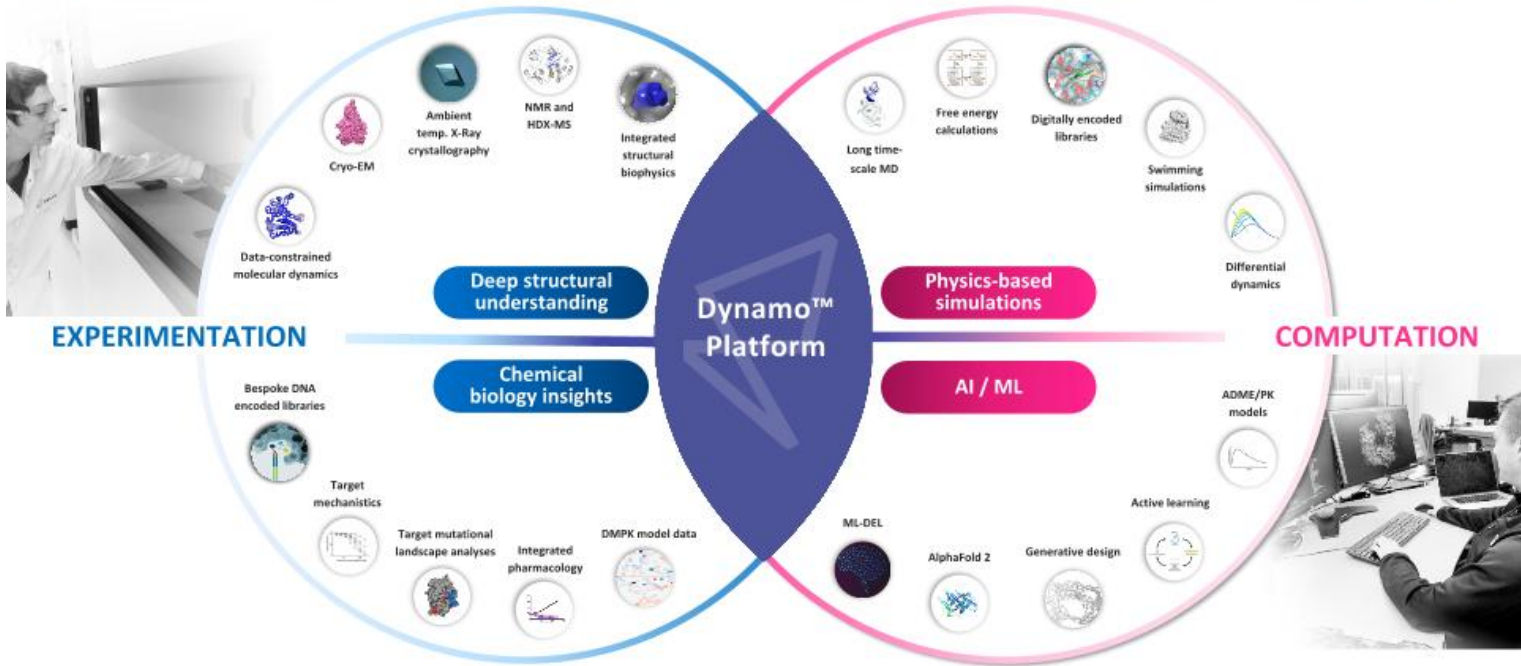 Ambient
temp. X-Ray
crystallography
NMR and
HDX-MS
Integrated
structural
biophysics
Cryo-EM
Data-constrained
molecular dynamics
Deep structural
understanding
EXPERIMENTATION
Chemical
biology insights
Bespoke DNA
encoded libraries
Target
mechanistics
Target mutational
landscape analyses
Integrated
pharmacology
DMPK model data
Dynamo™
Platform
Long time-
scale MD
Free energy
calculations
Digitally encoded
libraries
Swimming
simulations
Differential
dynamics
Physics-based
simulations
COMPUTATION
AI / ML
ADME/PK
models
Active learning
Generative design
AlphaFold 2
ML-DEL